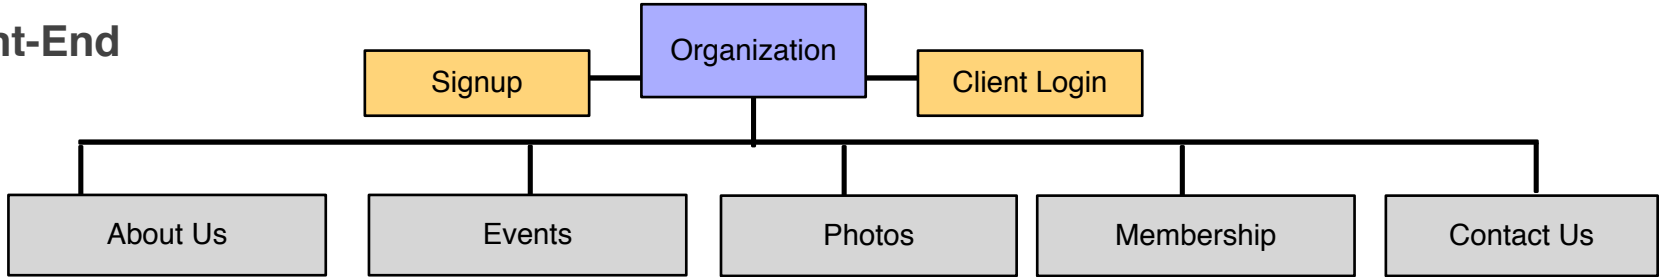 nt-End
Organization
Signup
Client Login
About Us
Events
Photos
Membership
Contact Us